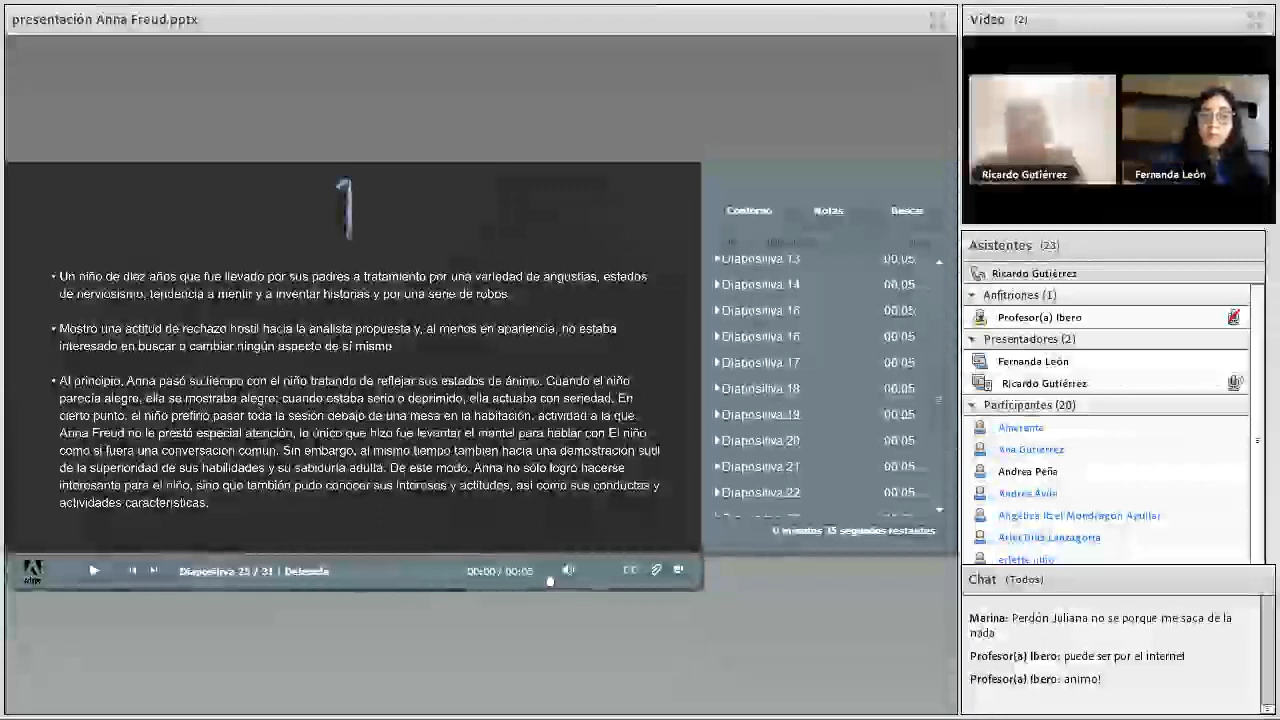 presentación Anna Freud.pptx
1
• Un niño de diez años que fue llevado por sus padres a tratamiento por una variedad de angustias, estados
de nerviosismo, tendencia a mentir y a inventar historias y por una serie de robos.
• Mostro una actitud de rechazo hostil hacia la analista propuesta y, al menos en apariencia, no estaba
interesado en buscar o cambiar ningún aspecto de sí mismo
• Al principio, Anna pasó su tiempo con el niño tratando de reflejar sus estados de ánimo. Cuando el niño
parecía alegre, ella se mostraba alegre, cuando estaba serio o deprimido, ella actuaba con seriedad. En
cierto punto, al niño prefirió pasar toda la sesión debajo de una mesa en la habitación, actividad a la que
Anna Freud no le prestó especial atención, lo único que hizo fue levantar el mantel para hablar con El niño
como si fuera una conversación común. Sin embargo, al mismo tiempo también hacía una demostración sutil
de la superioridad de sus habilidades y su sabiduría adulta. De este modo, Anna no sólo logró hacerse
interesante para el niño, sino que también pudo conocer sus intereses y actitudes, así como sus conductas y
actividades características.
Contorno Notas Buscar
Diapositiva 13 00:05
Diapositiva 14 00:05
Diapositiva 16 00:05
Diapositiva 17 00:05
Diapositiva 18 00:05
Diapositiva 19 00:05
Diapositiva 20 00:05
Diapositiva 21 00:05
Diapositiva 22 00:05
0 minutos 35 segundos restantes
Adobe
Diapositiva 23 / 31 | Detenida 00:00 / 00:05 CC
Video (2)
Ricardo Gutiérrez
Fernanda León
Asistentes (23)
Ricardo Gutiérrez
Anfitriones (1)
Profesor(a) Ibero
Presentadores (2)
Fernanda León
Ricardo Gutiérrez
Participantes (20)
Ana Gutierrez
Andrea Peña
Andrea Avila
Angélica Itzel Mondragon Aguilar
Chat (Todos)
Marina: Perdón Juliana no se porque me saca de la
nada
Profesor(a) Ibero: puede ser por el internet
Profesor(a) Ibero: animo!